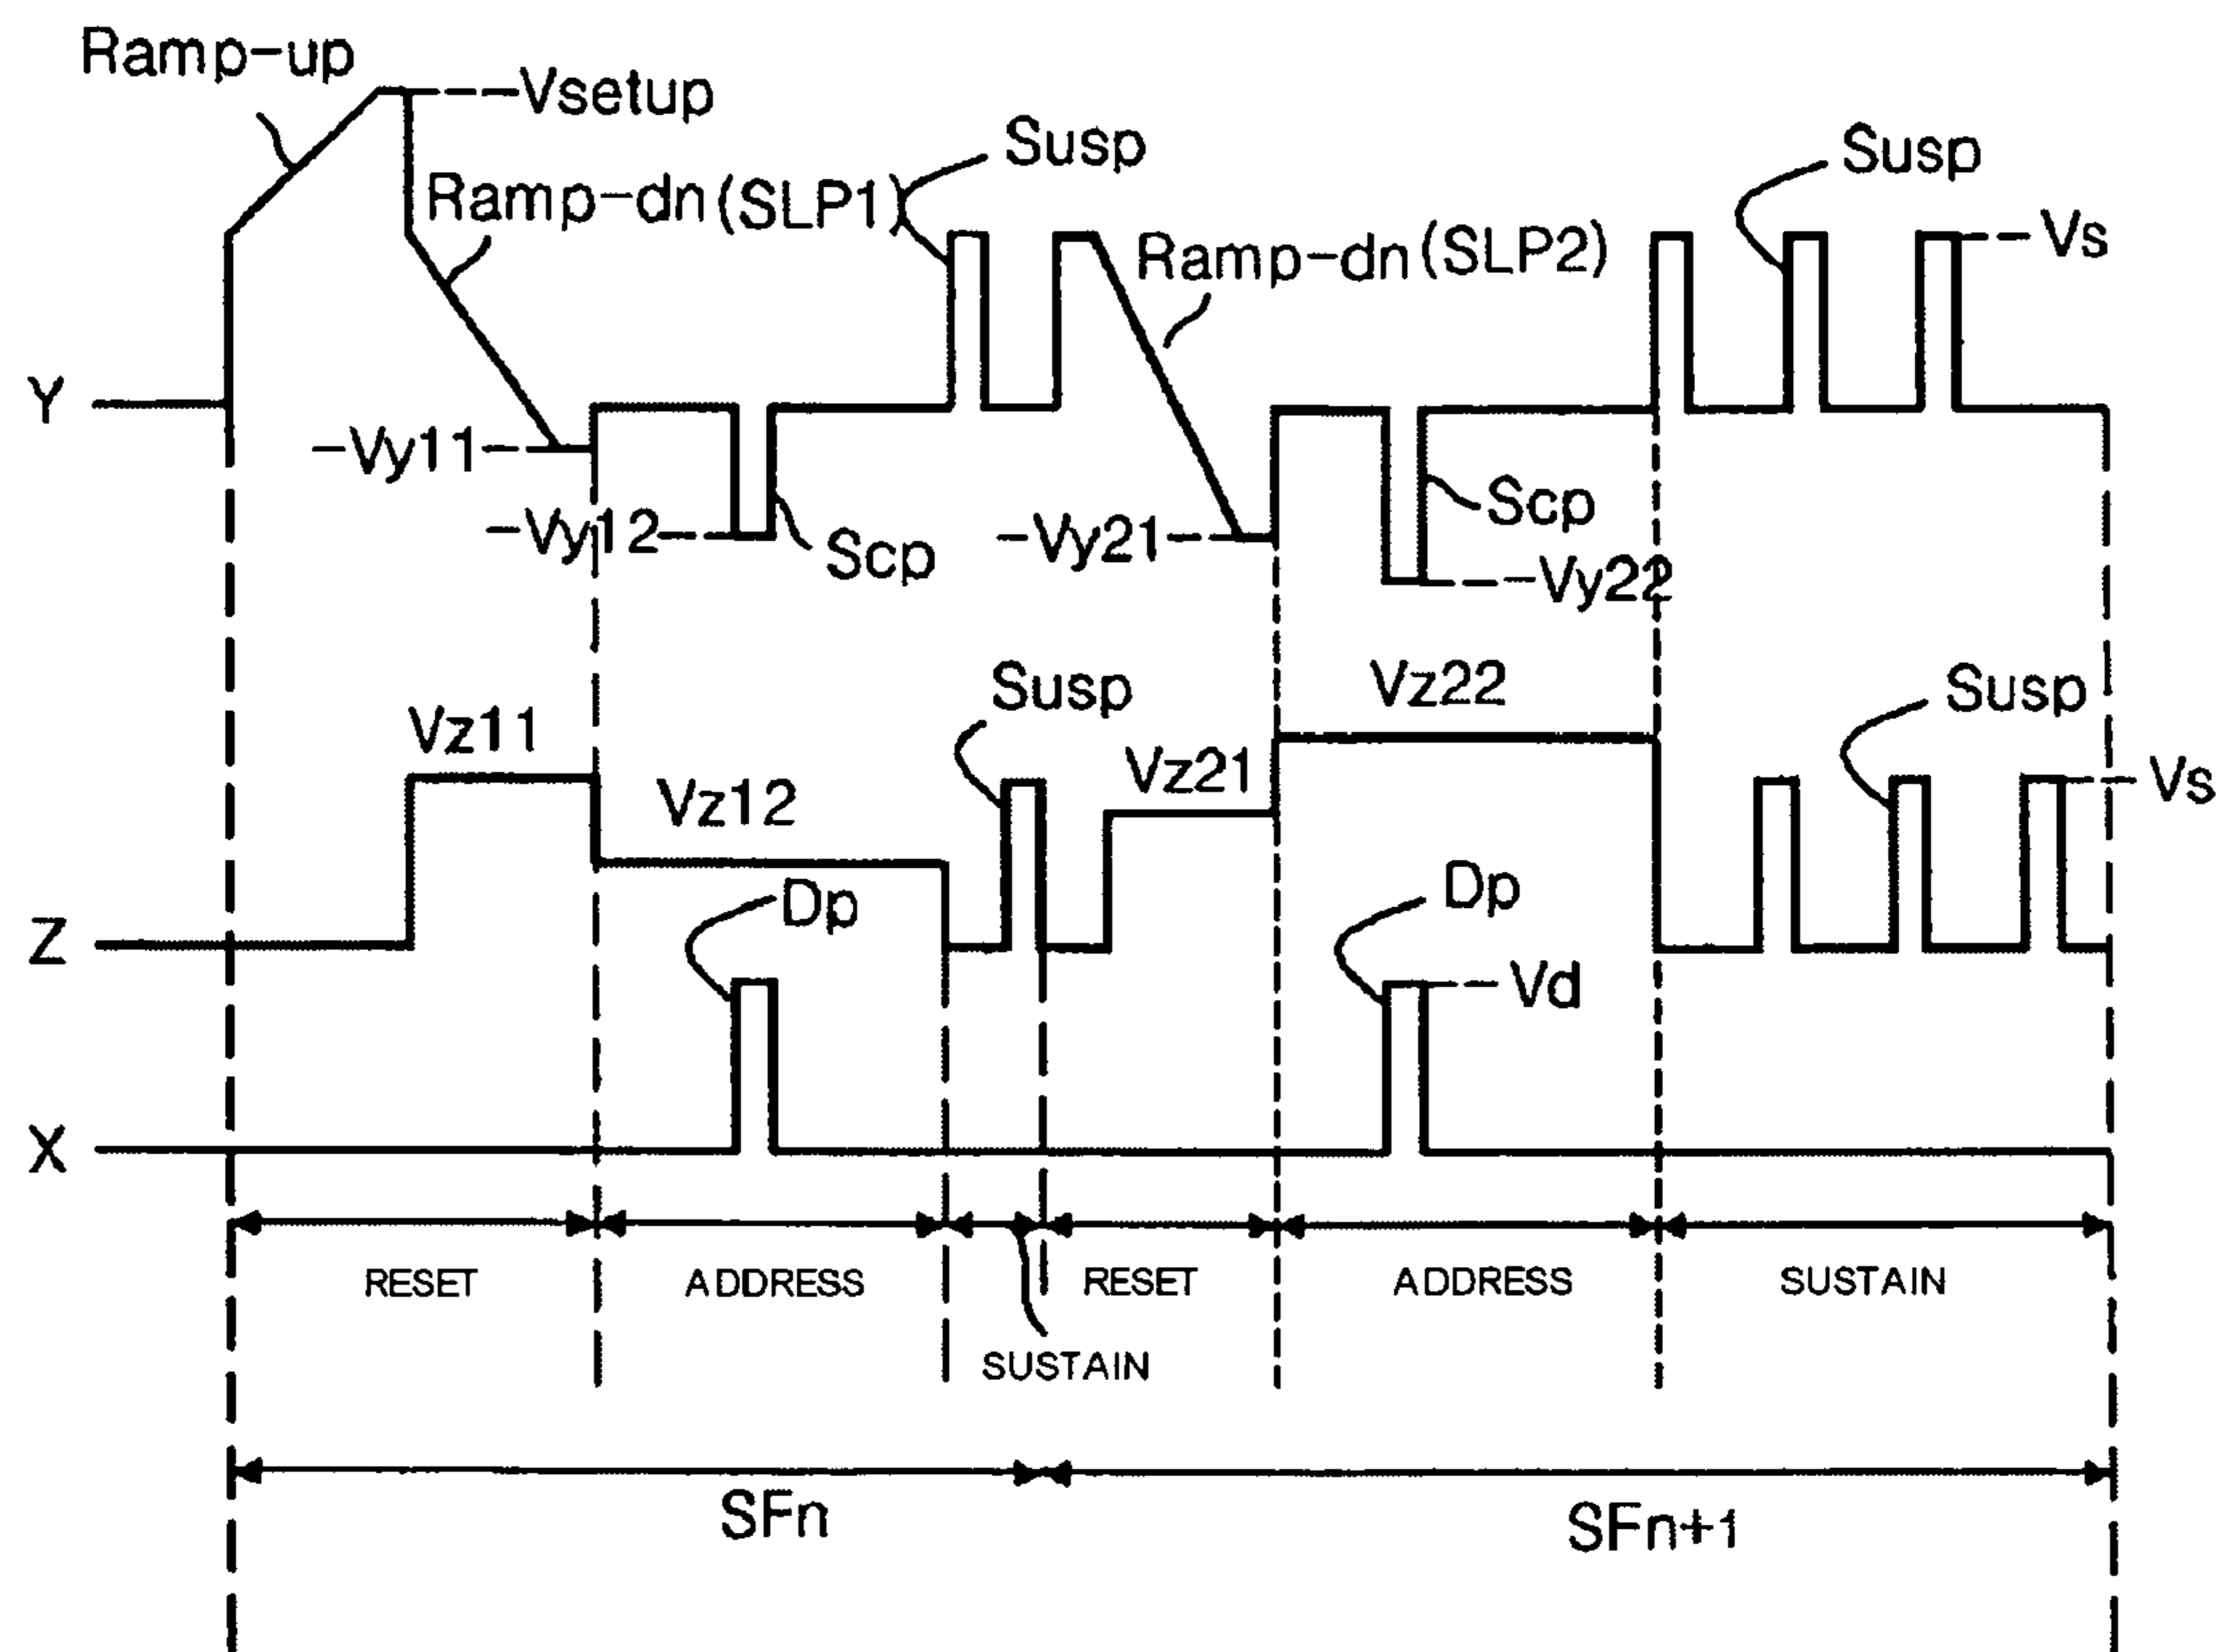 Ramp-up
Vsetup
Susp
Susp
Ramp-dn(SLP1)
Ramp-dn(SLP2)
Vs
Y
-Vy11
-Vy12
Scp
-Vy21
Scp
-Vy22
Susp
Vz22
Susp
Vz11
Vz12
Vz21
Vs
Dp
Dp
Z
Vd
X
RESET
ADDRESS
RESET
ADDRESS
SUSTAIN
SUSTAIN
SFn
SFn+1